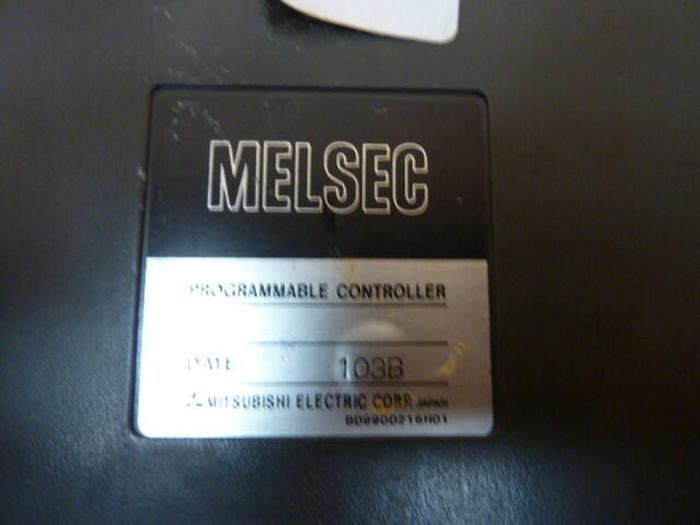 MELSEC
PROGRAMMABLE CONTROLLER
DATE 103B
MITSUBISHI ELECTRIC CORP. JAPAN
BD990D216H01